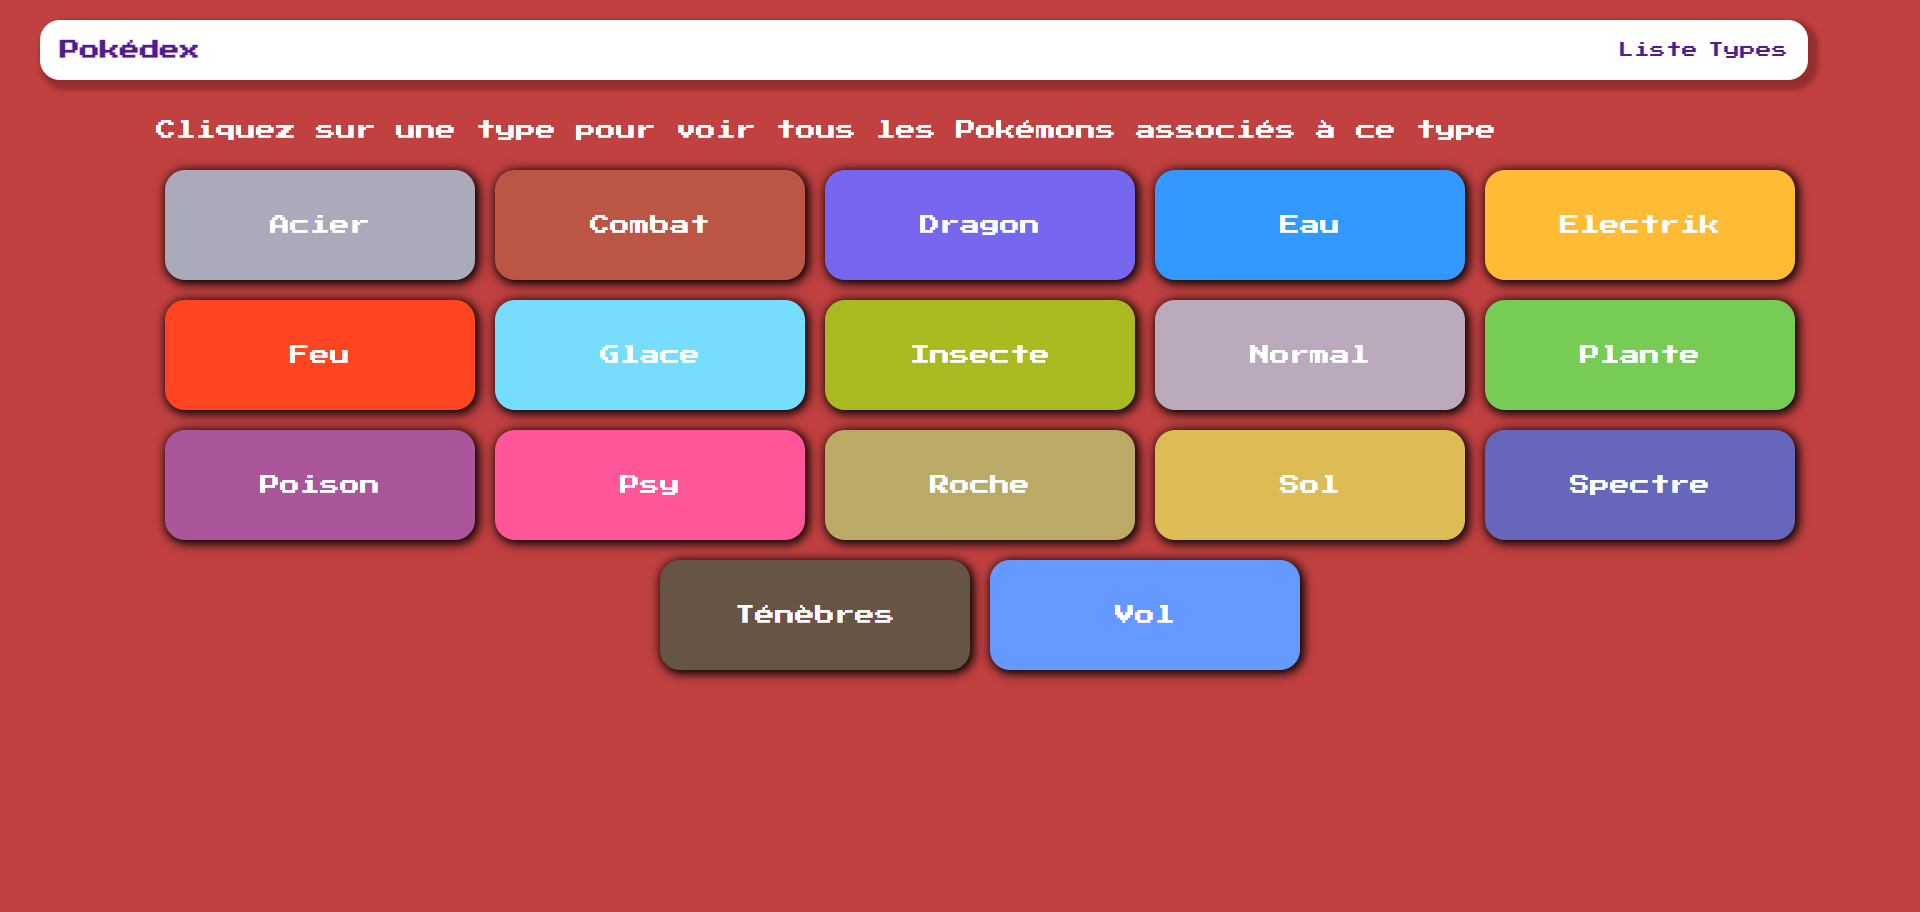 Pokédex
Liste Types
Cliquez sur une type pour voir tous les Pokémons associés à ce type
Acier
Combat
Dragon
Eau
Electrik
Feu
Glace
Insecte
Normal
Plante
Poison
Psy
Roche
Sol
Spectre
Ténèbres
Vol